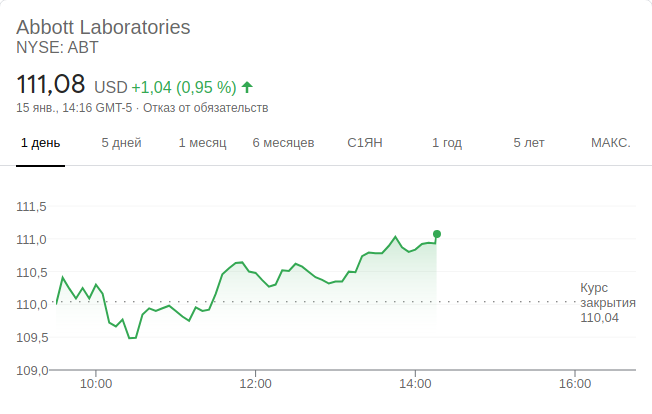 Abbott Laboratories
NYSE: ABT
111,08 USD +1,04 (0,95 %)
15 янв., 14:16 GMT-5 · Отказ от обязательств
1 день 5 дней 1 месяц 6 месяцев С1ЯН 1 год 5 лет МАКС.
111,5
111,0
110,5
110,0
109,5
109,0
Курс
закрытия
110,04
10:00 12:00 14:00 16:00